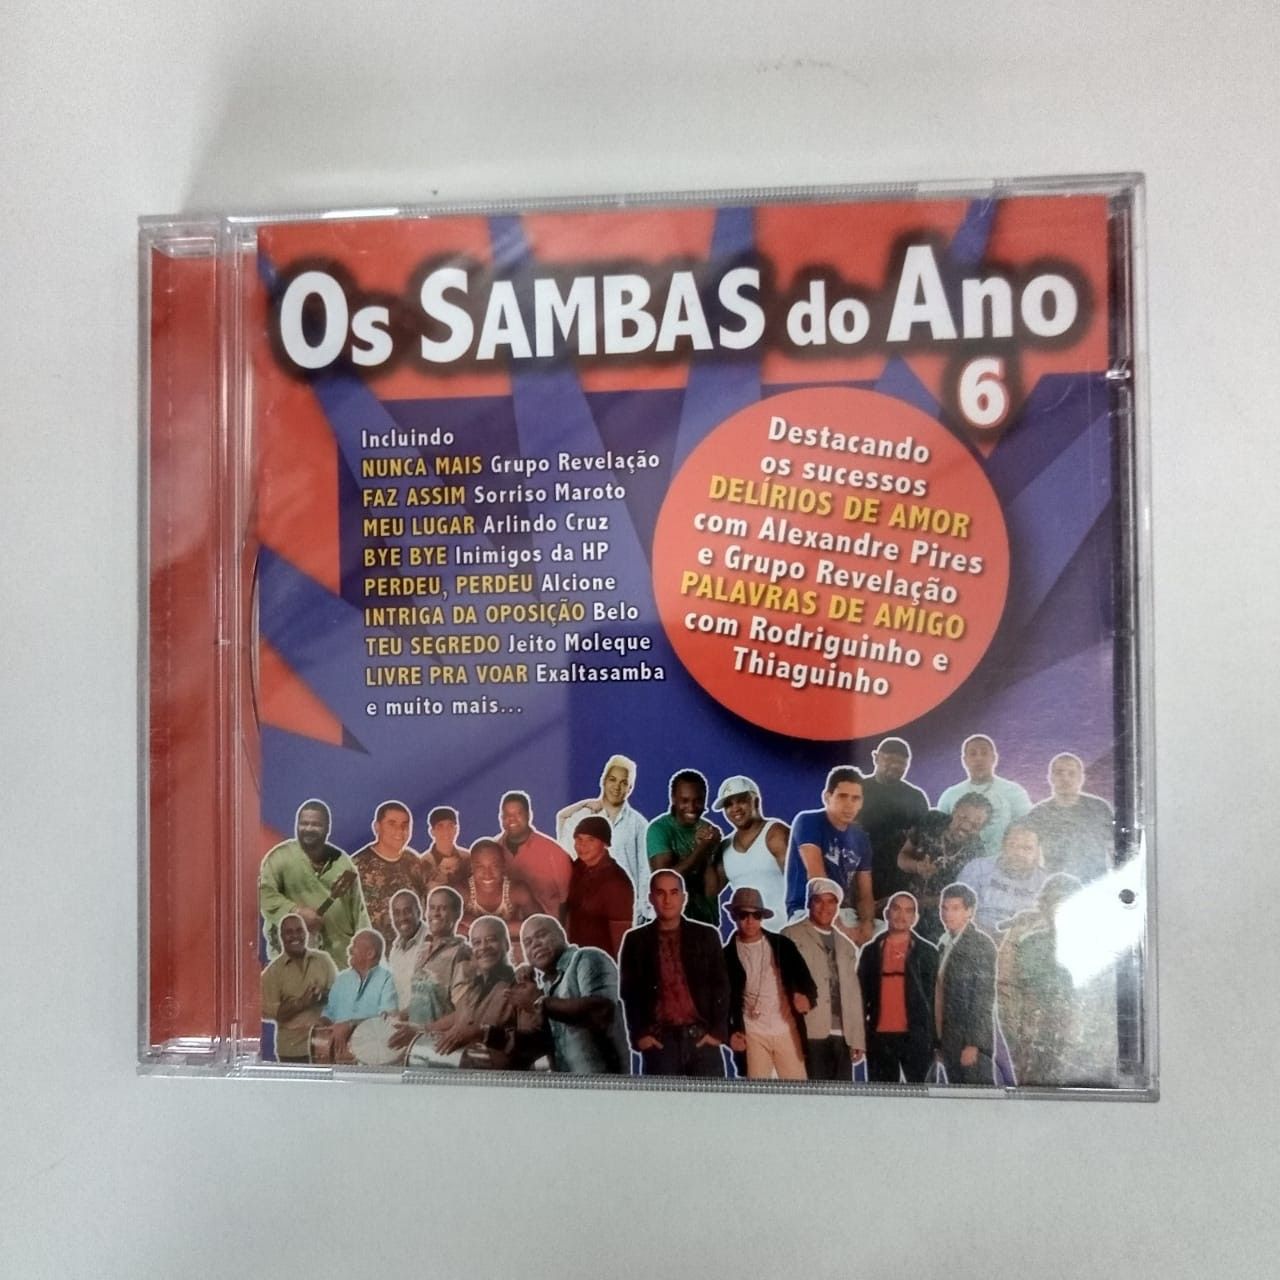 Os SAMBAS do Ano
6
Incluindo
NUNCA MAIS Grupo Revelação
FAZ ASSIM Sorriso Maroto
MEU LUGAR Arlindo Cruz
BYE BYE Inimigos da HP
PERDEU, PERDEU Alcione
INTRIGA DA OPOSIÇÃO Belo
TEU SEGREDO Jeito Moleque
LIVRE PRA VOAR Exaltasamba
e muito mais...
Destacando
os sucessos
DELÍRIOS DE AMOR
com Alexandre Pires
e Grupo Revelação
PALAVRAS DE AMIGO
com Rodriguinho e
Thiaguinho